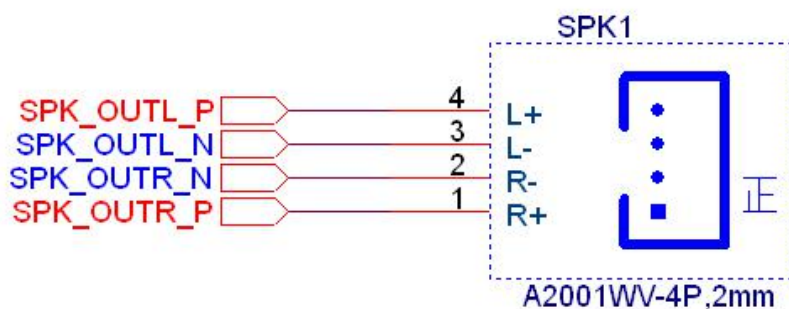 SPK1
SPK_OUTL_P 4 L+
SPK_OUTL_N 3 L-
SPK_OUTR_N 2 R-
SPK_OUTR_P 1 R+
正
A2001WV-4P,2mm